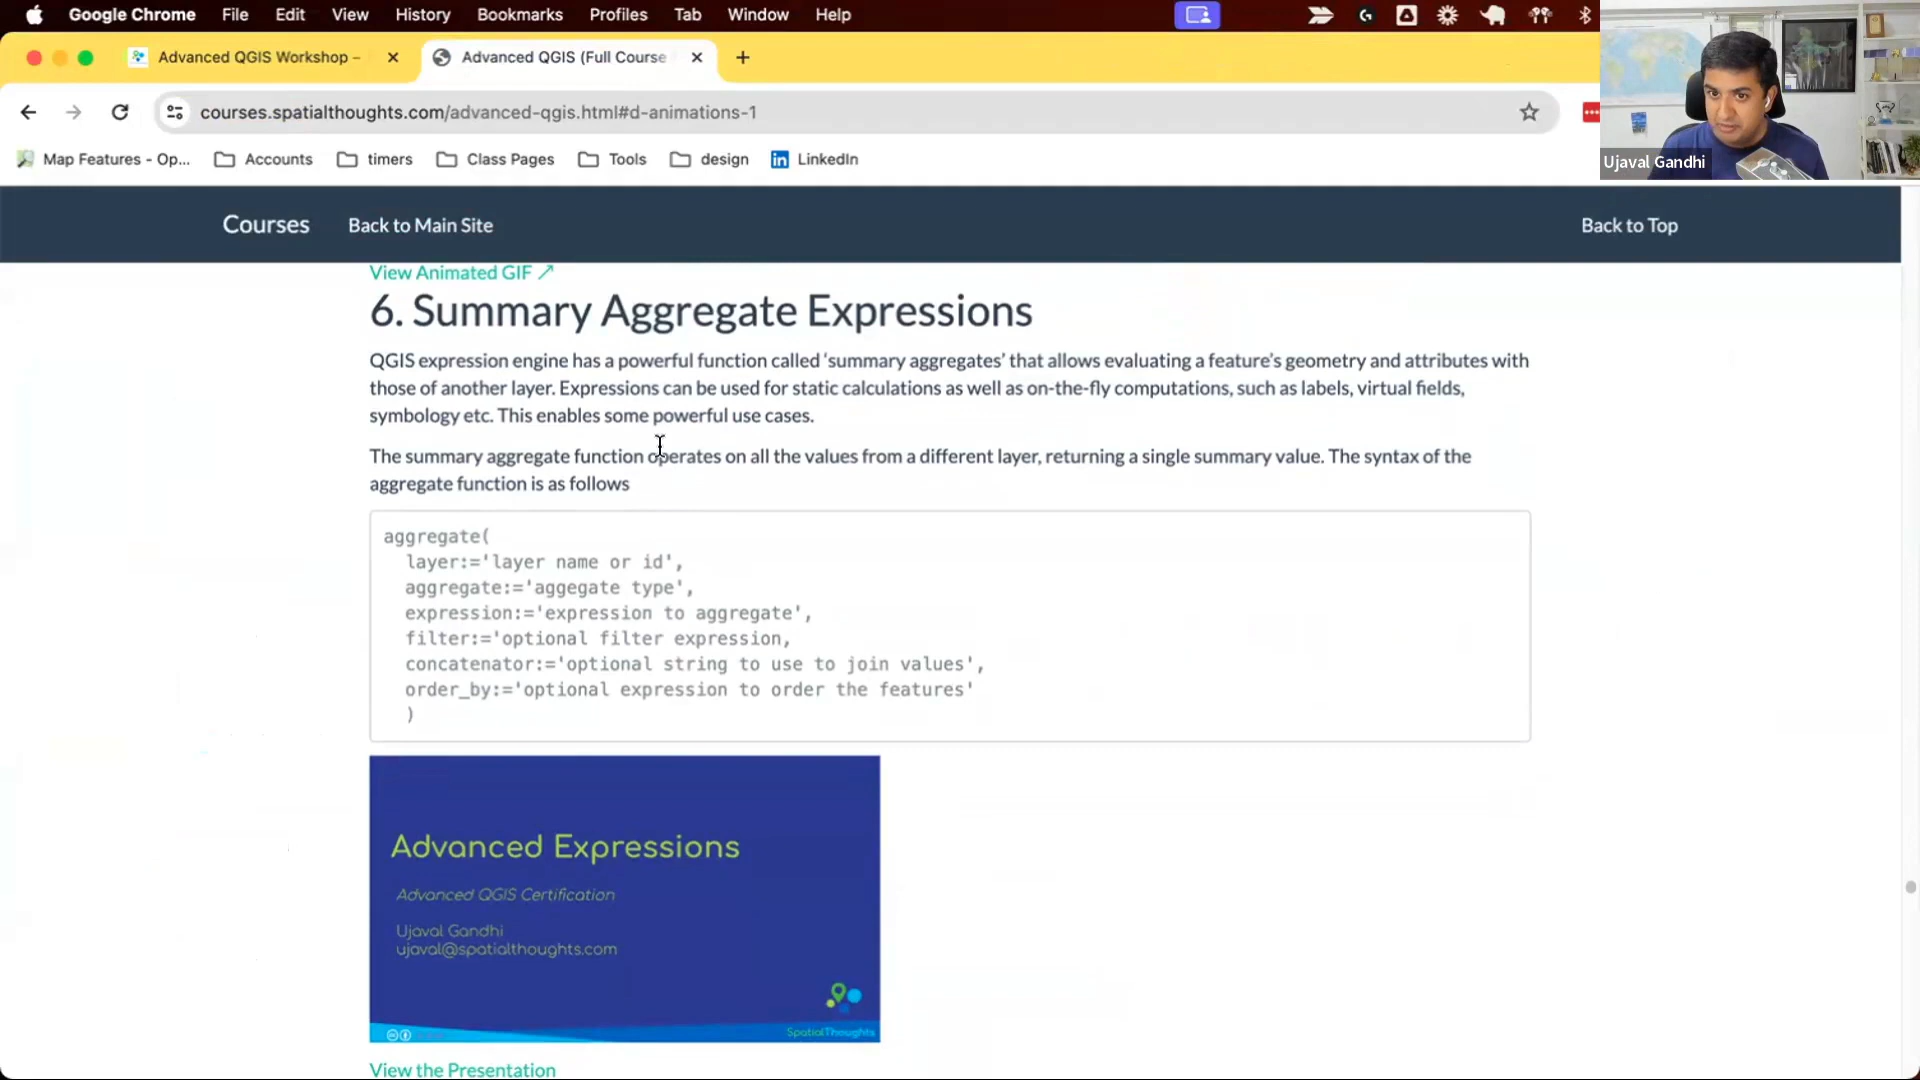 Google Chrome File Edit View History Bookmarks Profiles Tab Window Help
Advanced QGIS Workshop –
Advanced QGIS (Full Course
courses.spatialthoughts.com/advanced-qgis.html#d-animations-1
Map Features - Op... Accounts timers Class Pages Tools design LinkedIn
Ujaval Gandhi
Courses Back to Main Site Back to Top
View Animated GIF ↗
6. Summary Aggregate Expressions
QGIS expression engine has a powerful function called ‘summary aggregates’ that allows evaluating a feature’s geometry and attributes with
those of another layer. Expressions can be used for static calculations as well as on-the-fly computations, such as labels, virtual fields,
symbology etc. This enables some powerful use cases.
The summary aggregate function operates on all the values from a different layer, returning a single summary value. The syntax of the
aggregate function is as follows
aggregate(
layer:='layer name or id',
aggregate:='aggegate type',
expression:='expression to aggregate',
filter:='optional filter expression,
concatenator:='optional string to use to join values',
order_by:='optional expression to order the features'
)
Advanced Expressions
Advanced QGIS Certification
Ujaval Gandhi
ujaval@spatialthoughts.com
SpatialThoughts
View the Presentation